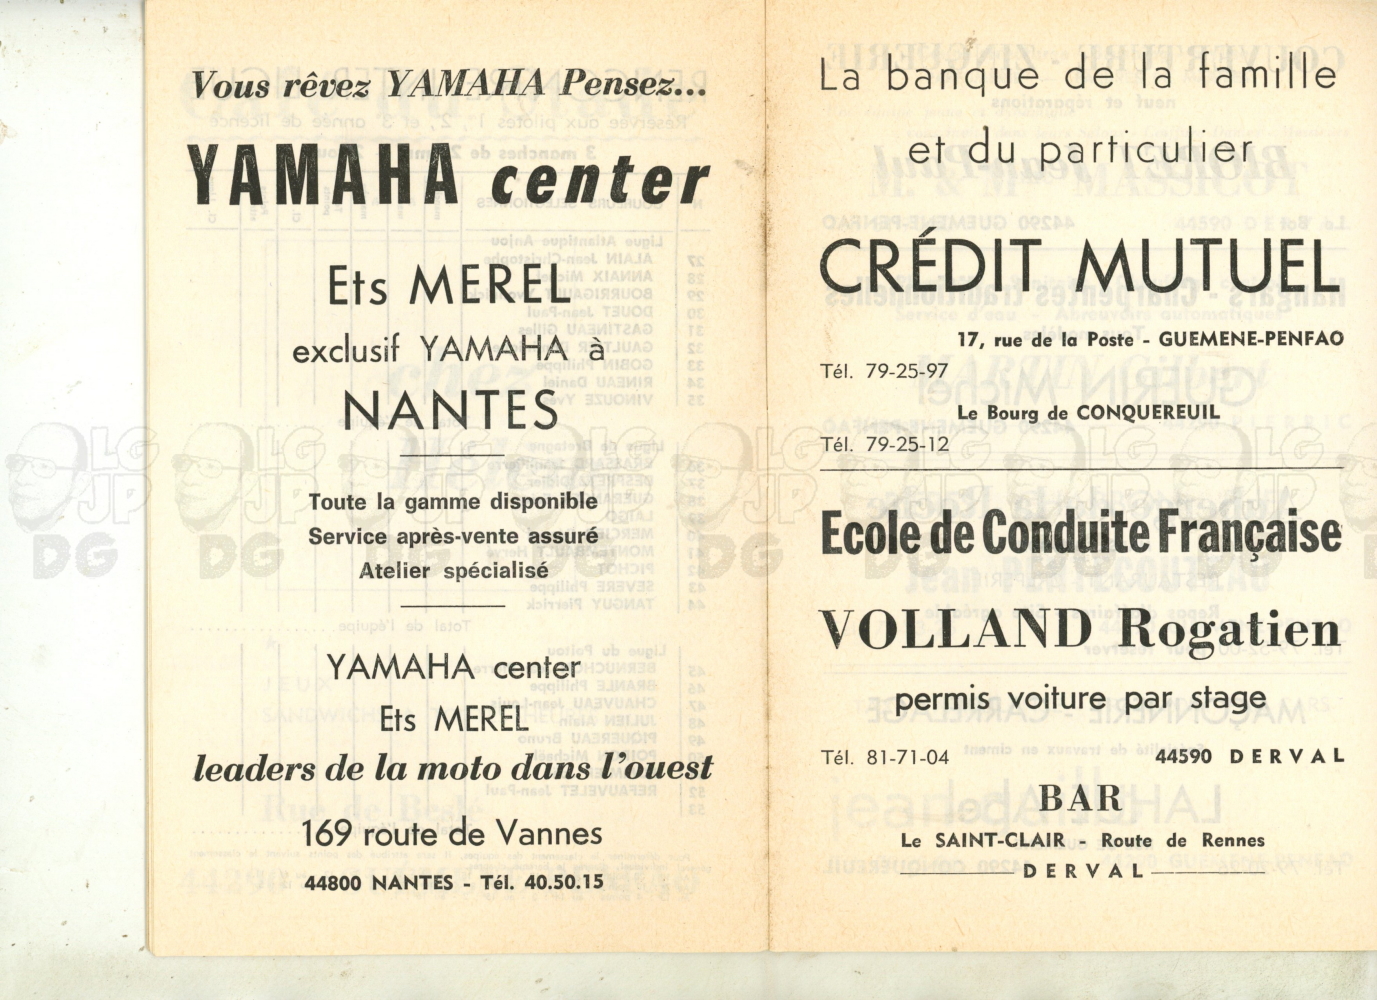 Vous rêvez YAMAHA Pensez...
YAMAHA center
Ets MEREL
exclusif YAMAHA à
NANTES
Toute la gamme disponible
Service après-vente assuré
Atelier spécialisé
YAMAHA center
Ets MEREL
leaders de la moto dans l'ouest
169 route de Vannes
44800 NANTES - Tél. 40.50.15
La banque de la famille
et du particulier
CRÉDIT MUTUEL
17, rue de la Poste - GUEMENE-PENFAO
Tél. 79-25-97
Le Bourg de CONQUEREUIL
Tél. 79-25-12
Ecole de Conduite Française
VOLLAND Rogatien
permis voiture par stage
Tél. 81-71-04 44590 DERVAL
BAR
Le SAINT-CLAIR - Route de Rennes
DERVAL
LG JP DG